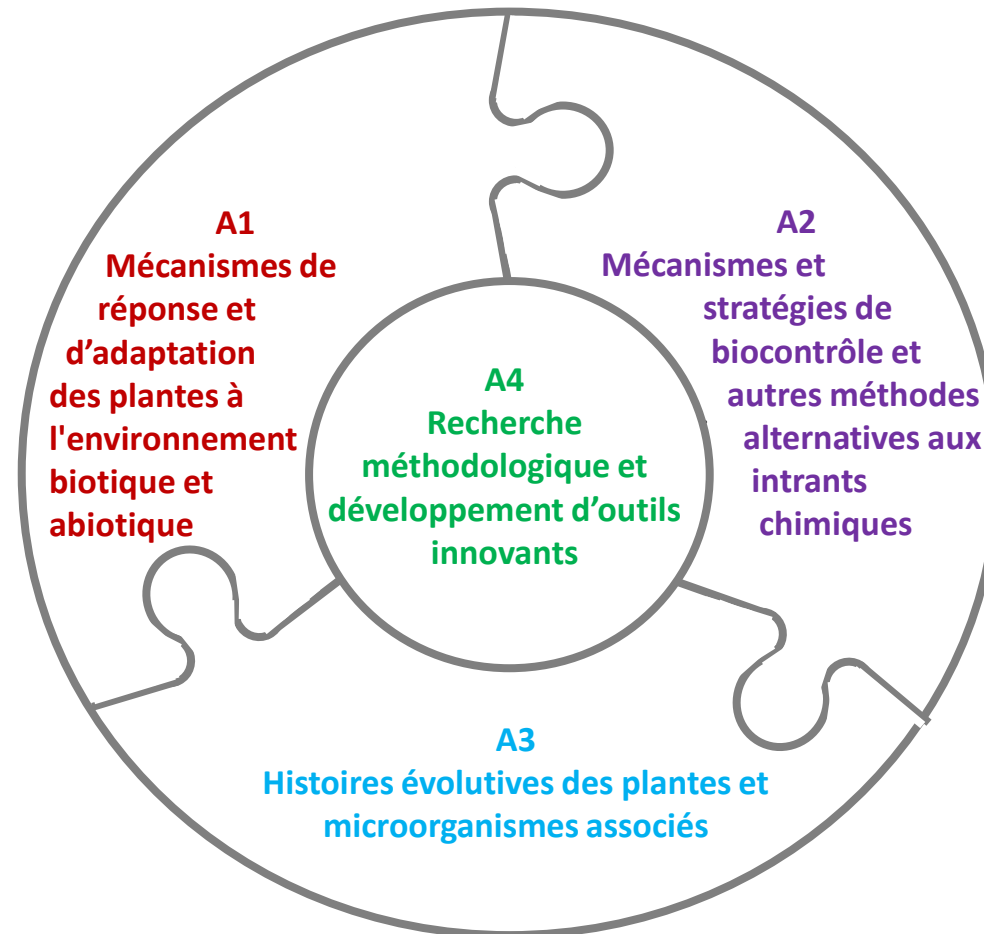 A1
Mécanismes de
réponse et
d’adaptation
des plantes à
l'environnement
biotique et
abiotique
A2
Mécanismes et
stratégies de
biocontrôle et
autres méthodes
alternatives aux
intrants
chimiques
A4
Recherche
méthodologique et
développement d’outils
innovants
A3
Histoires évolutives des plantes et
microorganismes associés